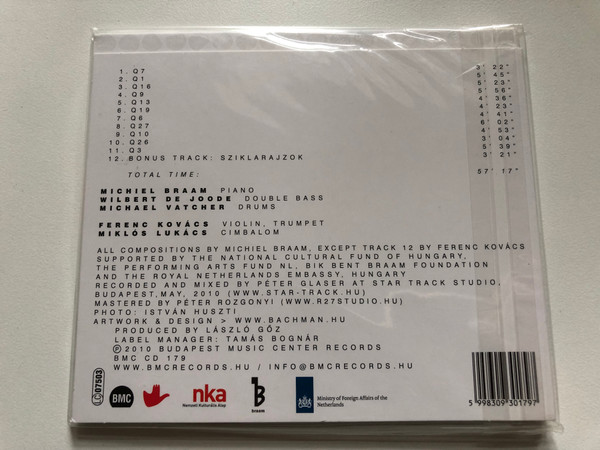 1. Q7 3' 22"
2. Q1 5' 45"
3. Q16 5' 23"
4. Q9 5' 56"
5. Q13 4' 36"
6. Q19 4' 23"
7. Q6 4' 41"
8. Q27 6' 02"
9. Q10 4' 53"
10. Q26 3' 04"
11. Q3 5' 39"
12. BONUS TRACK: SZIKLARAJZOK 3' 21"
TOTAL TIME: 57' 17"
MICHIEL BRAAM PIANO
WILBERT DE JOODE DOUBLE BASS
MICHAEL VATCHER DRUMS
FERENC KOVÁCS VIOLIN, TRUMPET
MIKLÓS LUKÁCS CIMBALOM
ALL COMPOSITIONS BY MICHIEL BRAAM, EXCEPT TRACK 12 BY FERENC KOVÁCS
SUPPORTED BY THE NATIONAL CULTURAL FUND OF HUNGARY,
THE PERFORMING ARTS FUND NL, BIK BENT BRAAM FOUNDATION
AND THE ROYAL NETHERLANDS EMBASSY, HUNGARY
RECORDED AND MIXED BY PÉTER GLASER AT STAR TRACK STUDIO,
BUDAPEST, MAY, 2010 (WWW.STAR-TRACK.HU)
MASTERED BY PÉTER ROZGONYI (WWW.R27STUDIO.HU)
PHOTO: ISTVÁN HUSZTI
ARTWORK & DESIGN > WWW.BACHMAN.HU
PRODUCED BY LÁSZLÓ GŐZ
LABEL MANAGER: TAMÁS BOGNÁR
℗ 2010 BUDAPEST MUSIC CENTER RECORDS
BMC CD 179
WWW.BMCRECORDS.HU / INFO@BMCRECORDS.HU
LC 07503
BMC
nka
Nemzeti Kulturális Alap
b
BRAAM
Ministry of Foreign Affairs of the
Netherlands
5 998309 301797